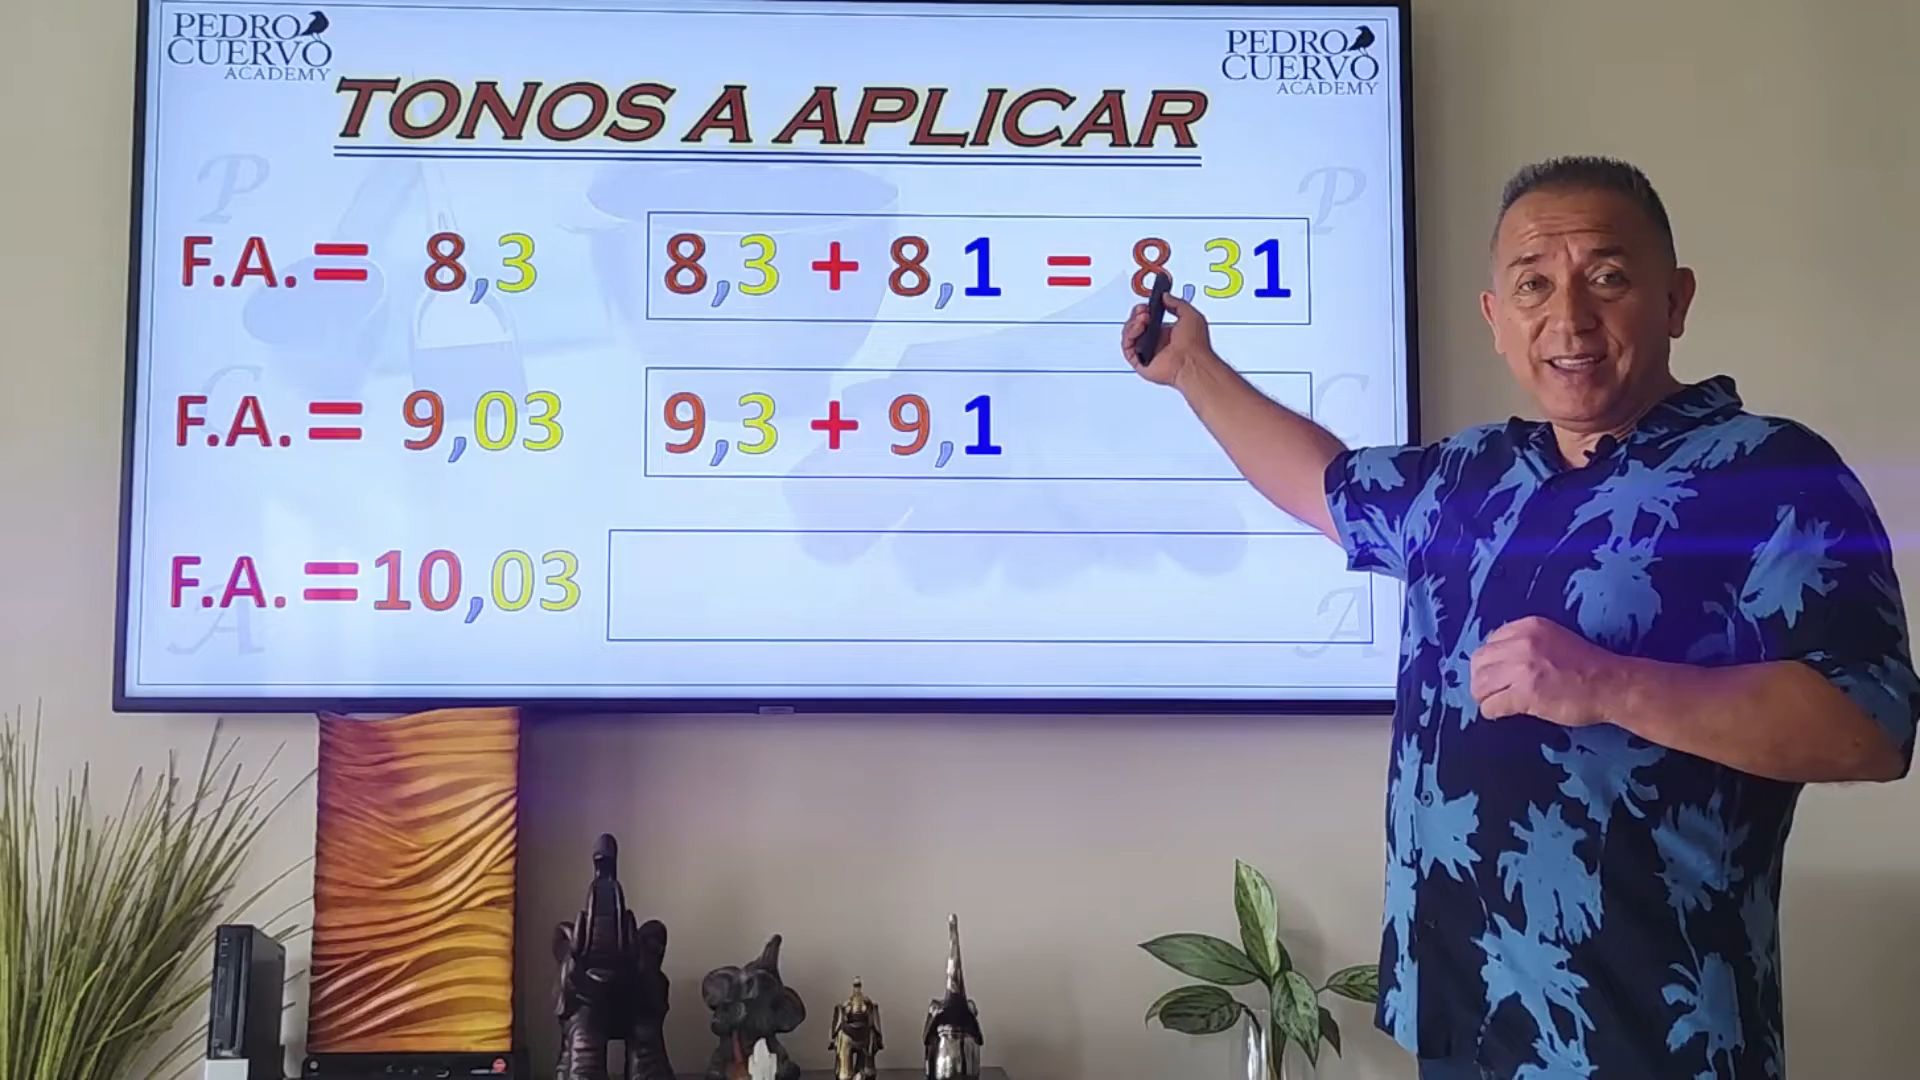 PEDRO
CUERVO
ACADEMY
PEDRO
CUERVO
ACADEMY
TONOS A APLICAR
P
P
F.A. = 8,3
8,3 + 8,1 = 8,31
C
C
F.A. = 9,03
9,3 + 9,1
F.A. = 10,03
A
A